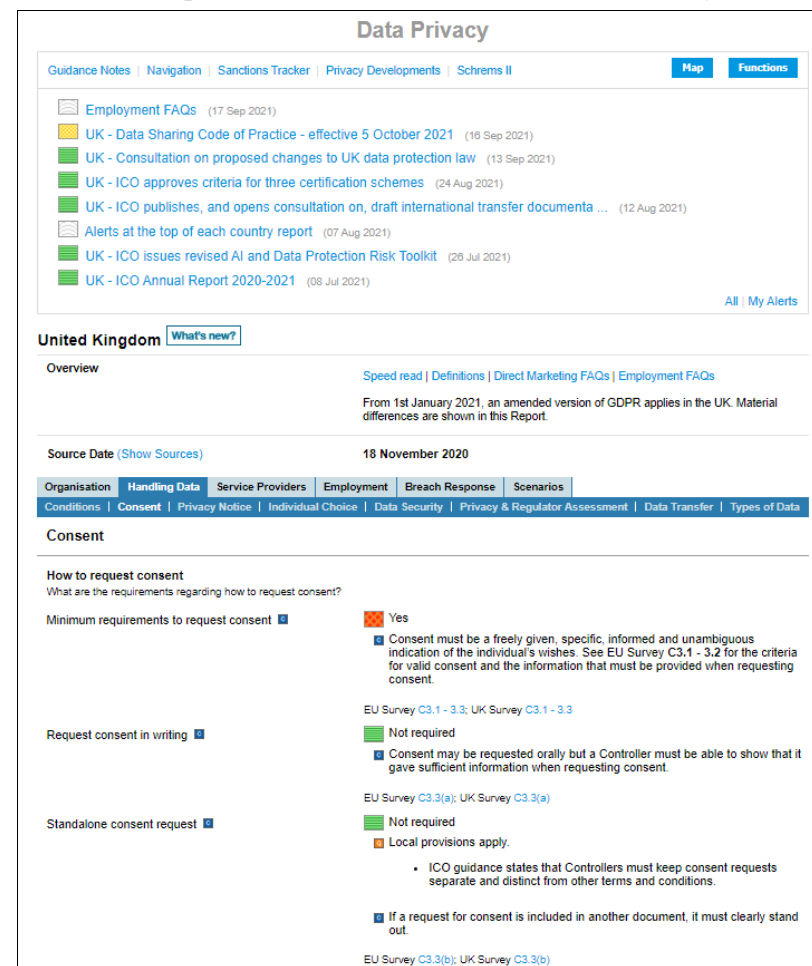 Data Privacy
Guidance Notes | Navigation | Sanctions Tracker | Privacy Developments | Schrems II
Map
Functions
Employment FAQs (17 Sep 2021)
UK - Data Sharing Code of Practice - effective 5 October 2021 (16 Sep 2021)
UK - Consultation on proposed changes to UK data protection law (13 Sep 2021)
UK - ICO approves criteria for three certification schemes (24 Aug 2021)
UK - ICO publishes, and opens consultation on, draft international transfer documenta ... (12 Aug 2021)
Alerts at the top of each country report (07 Aug 2021)
UK - ICO issues revised AI and Data Protection Risk Toolkit (26 Jul 2021)
UK - ICO Annual Report 2020-2021 (08 Jul 2021)
All | My Alerts
United Kingdom What's new?
Overview
Speed read | Definitions | Direct Marketing FAQs | Employment FAQs
From 1st January 2021, an amended version of GDPR applies in the UK. Material
differences are shown in this Report.
Source Date (Show Sources) 18 November 2020
Organisation Handling Data Service Providers Employment Breach Response Scenarios
Conditions | Consent | Privacy Notice | Individual Choice | Data Security | Privacy & Regulator Assessment | Data Transfer | Types of Data
Consent
How to request consent
What are the requirements regarding how to request consent?
Minimum requirements to request consent C Yes
C Consent must be a freely given, specific, informed and unambiguous
indication of the individual's wishes. See EU Survey C3.1 - 3.2 for the criteria
for valid consent and the information that must be provided when requesting
consent.
EU Survey C3.1 - 3.3; UK Survey C3.1 - 3.3
Request consent in writing C Not required
C Consent may be requested orally but a Controller must be able to show that it
gave sufficient information when requesting consent.
EU Survey C3.3(a); UK Survey C3.3(a)
Standalone consent request C Not required
Local provisions apply.
• ICO guidance states that Controllers must keep consent requests
separate and distinct from other terms and conditions.
C If a request for consent is included in another document, it must clearly stand
out.
EU Survey C3.3(b); UK Survey C3.3(b)